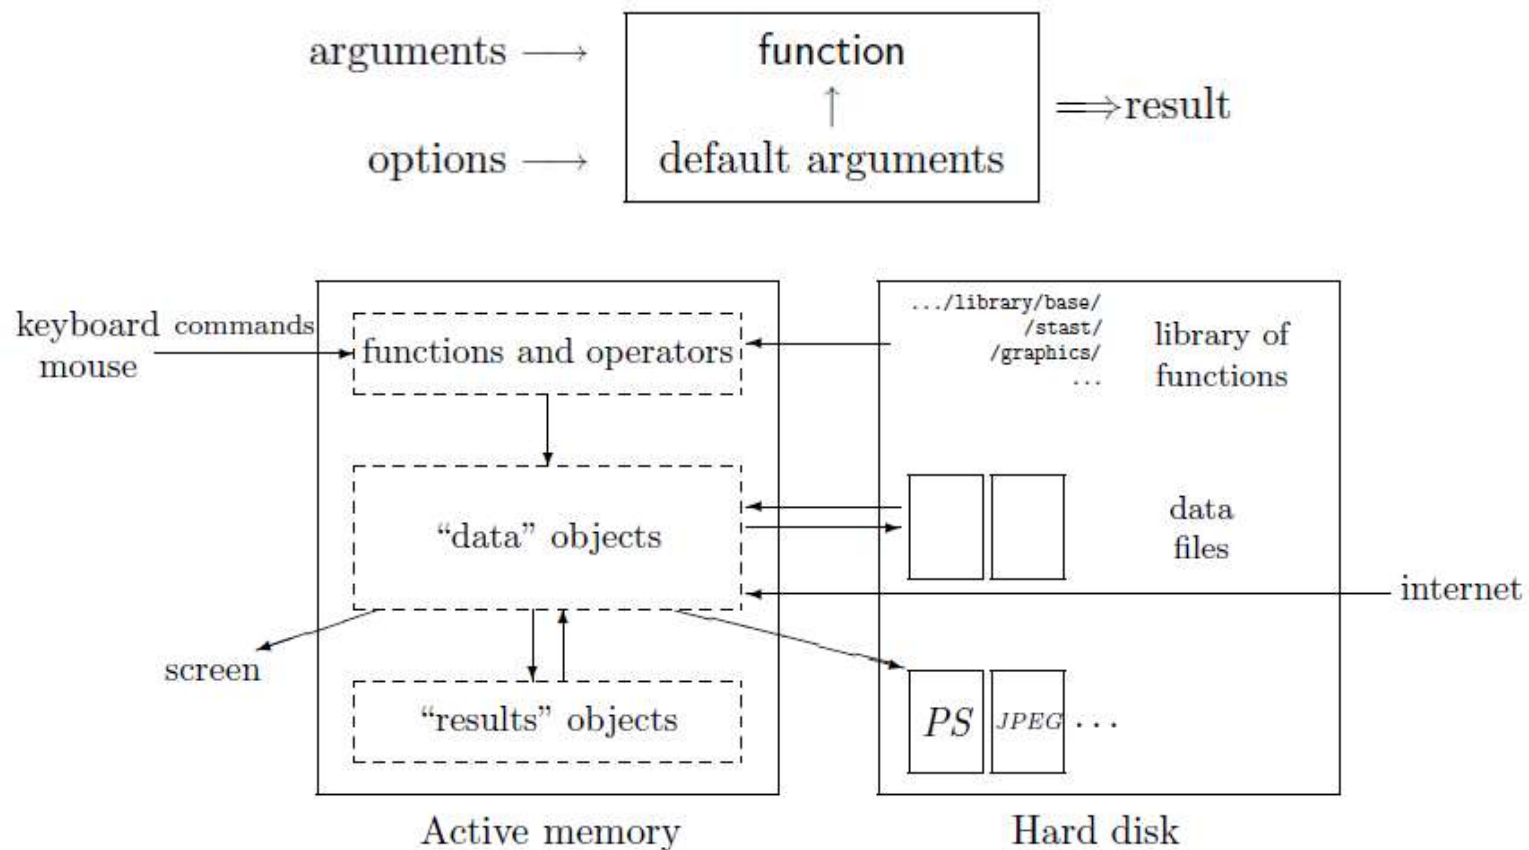 arguments → function
↑
⇒ result
options → default arguments
keyboard commands
mouse
functions and operators
.../library/base/
/stast/
/graphics/
...
library of
functions
“data” objects
data
files
internet
screen
“results” objects
PS JPEG ...
Active memory
Hard disk